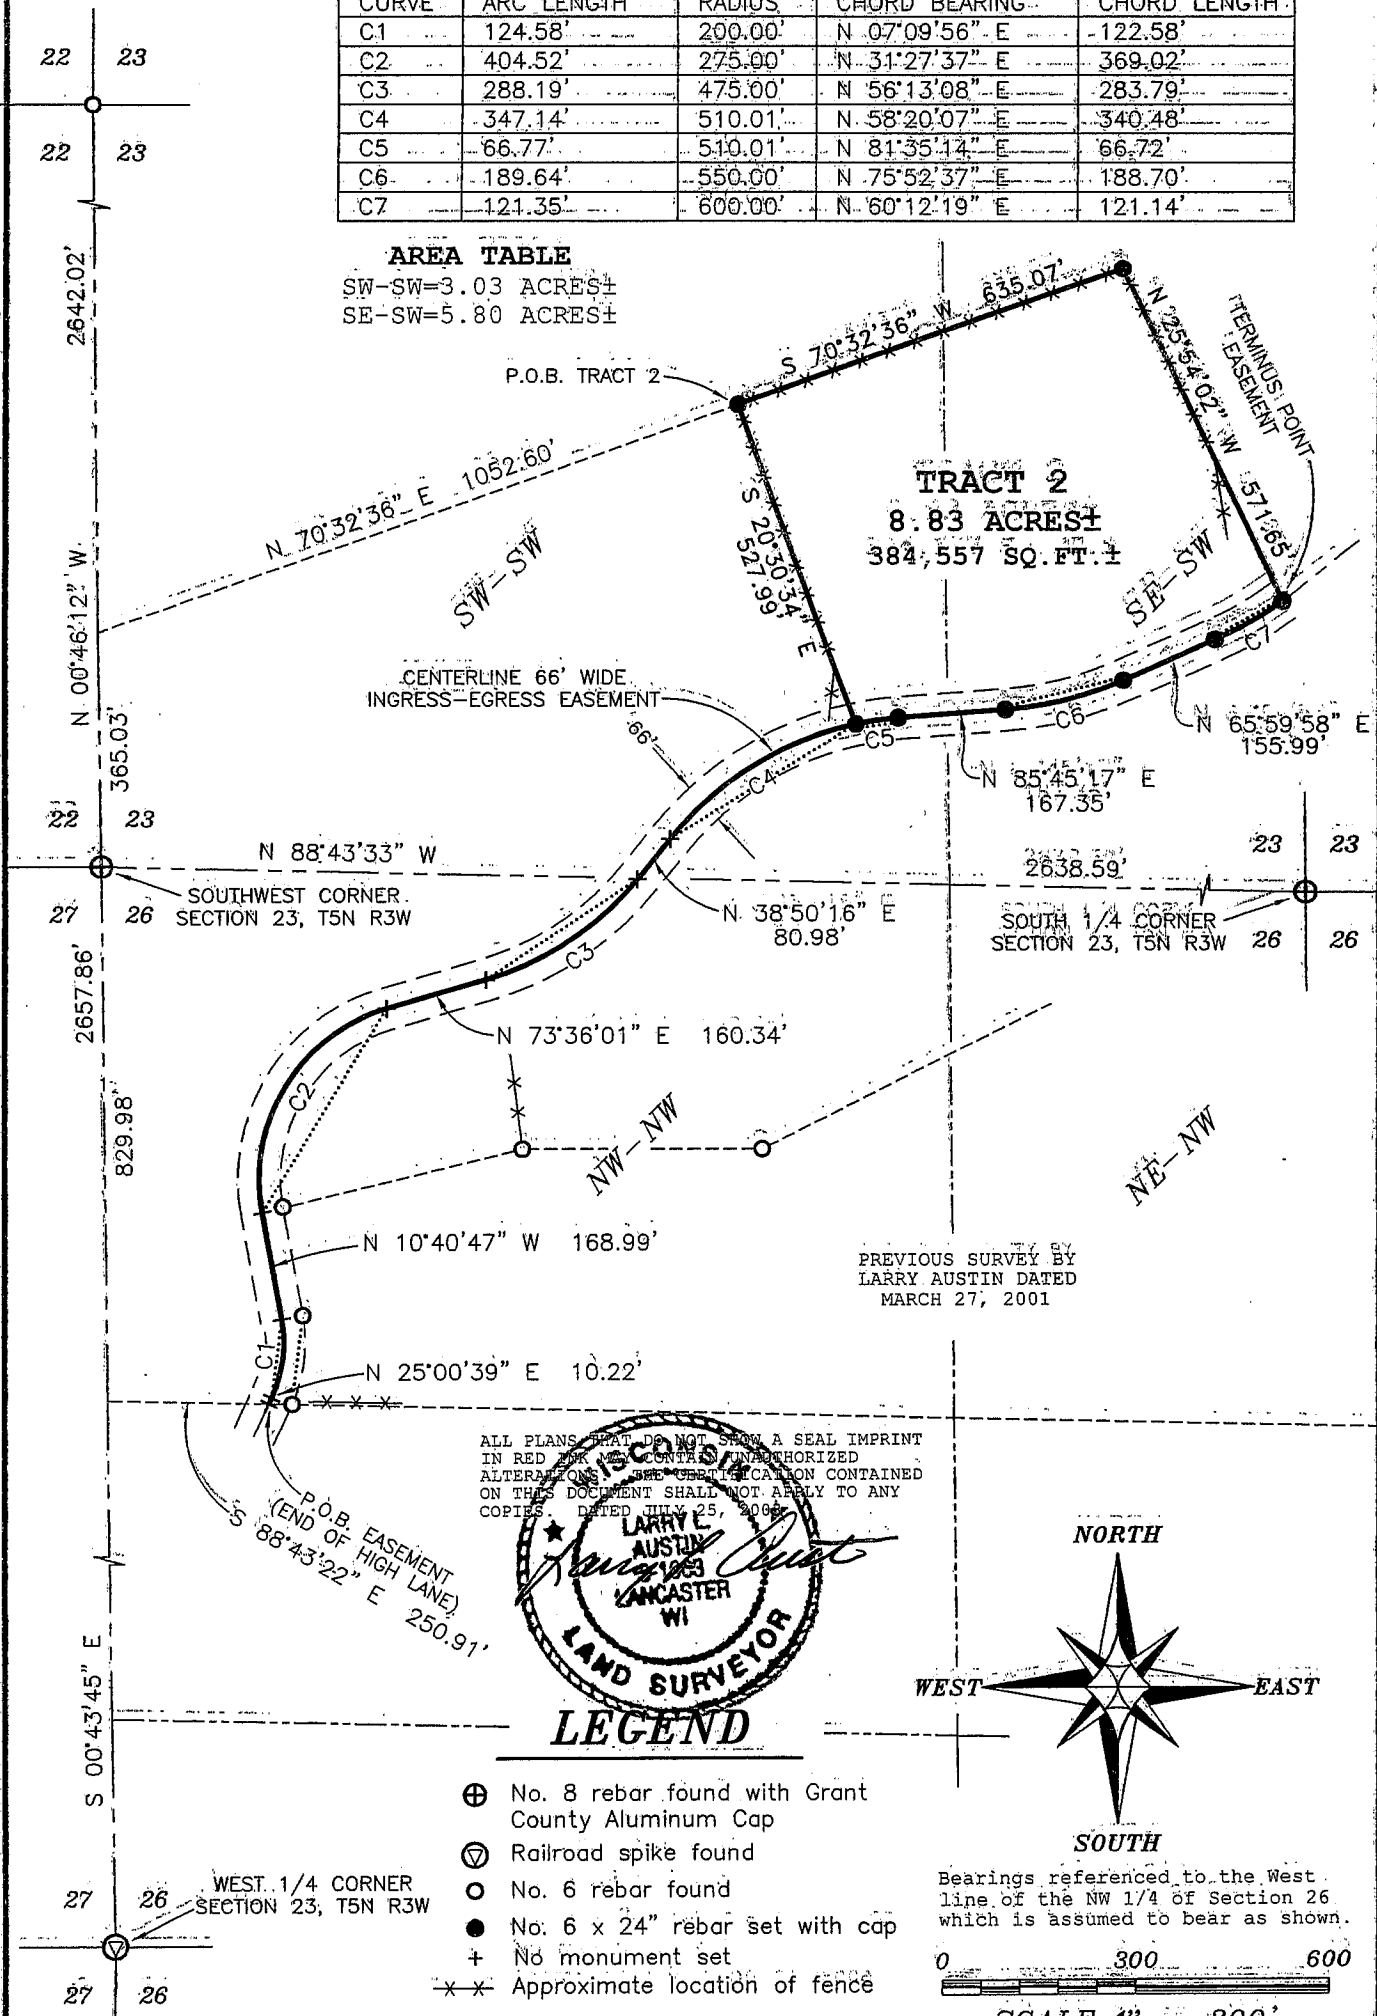 CURVE ARC LENGTH RADIUS CHORD BEARING CHORD LENGTH
C1 124.58' 200.00' N 07°09'56" E 122.58'
C2 404.52' 275.00' N 31°27'37" E 369.02'
C3 288.19' 475.00' N 56°13'08" E 283.79'
C4 347.14' 510.01' N 58°20'07" E 340.48'
C5 66.77' 510.01' N 81°35'14" E 66.72'
C6 189.64' 550.00' N 75°52'37" E 188.70'
C7 121.35' 600.00' N 60°12'19" E 121.14'
22 23
22 23
2642.02'
AREA TABLE
SW-SW=3.03 ACRES±
SE-SW=5.80 ACRES±
S 70°32'36" W 635.07'
N 25°54'02" W 571.65'
TERMINUS POINT
EASEMENT
P.O.B. TRACT 2
N 70°32'36" E 1052.60'
TRACT 2
8.83 ACRES±
384,557 SQ.FT.±
S 20°30'34" E
527.99'
SW-SW
SE-SW
N 00°46'12" W
365.03'
CENTERLINE 66' WIDE
INGRESS-EGRESS EASEMENT
66'
C7
C6
C5
C4
N 65°59'58" E
155.99'
N 85°45'17" E
167.35'
22 23
27 26
N 88°43'33" W
2638.59'
23 23
26 26
SOUTHWEST CORNER
SECTION 23, T5N R3W
SOUTH 1/4 CORNER
SECTION 23, T5N R3W
N 38°50'16" E
80.98'
C3
2657.86'
N 73°36'01" E 160.34'
C2
829.98'
NW-NW
NE-NW
N 10°40'47" W 168.99'
PREVIOUS SURVEY BY
LARRY AUSTIN DATED
MARCH 27, 2001
C1
N 25°00'39" E 10.22'
P.O.B. EASEMENT
(END OF HIGH LANE)
S 88°43'22" E 250.91'
ALL PLANS THAT DO NOT SHOW A SEAL IMPRINT
IN RED INK MAY CONTAIN UNAUTHORIZED
ALTERATIONS. THE CERTIFICATION CONTAINED
ON THIS DOCUMENT SHALL NOT APPLY TO ANY
COPIES. DATED JULY 25,
WISCONSIN
LARRY L.
AUSTIN
LANCASTER
WI
LAND SURVEYOR
Larry L Austin
S 00°43'45" E
NORTH
WEST EAST
SOUTH
LEGEND
No. 8 rebar found with Grant
County Aluminum Cap
Railroad spike found
No. 6 rebar found
No. 6 x 24" rebar set with cap
No monument set
Approximate location of fence
27 26
WEST 1/4 CORNER
SECTION 23, T5N R3W
27 26
Bearings referenced to the West
line of the NW 1/4 of Section 26
which is assumed to bear as shown.
0 300 600